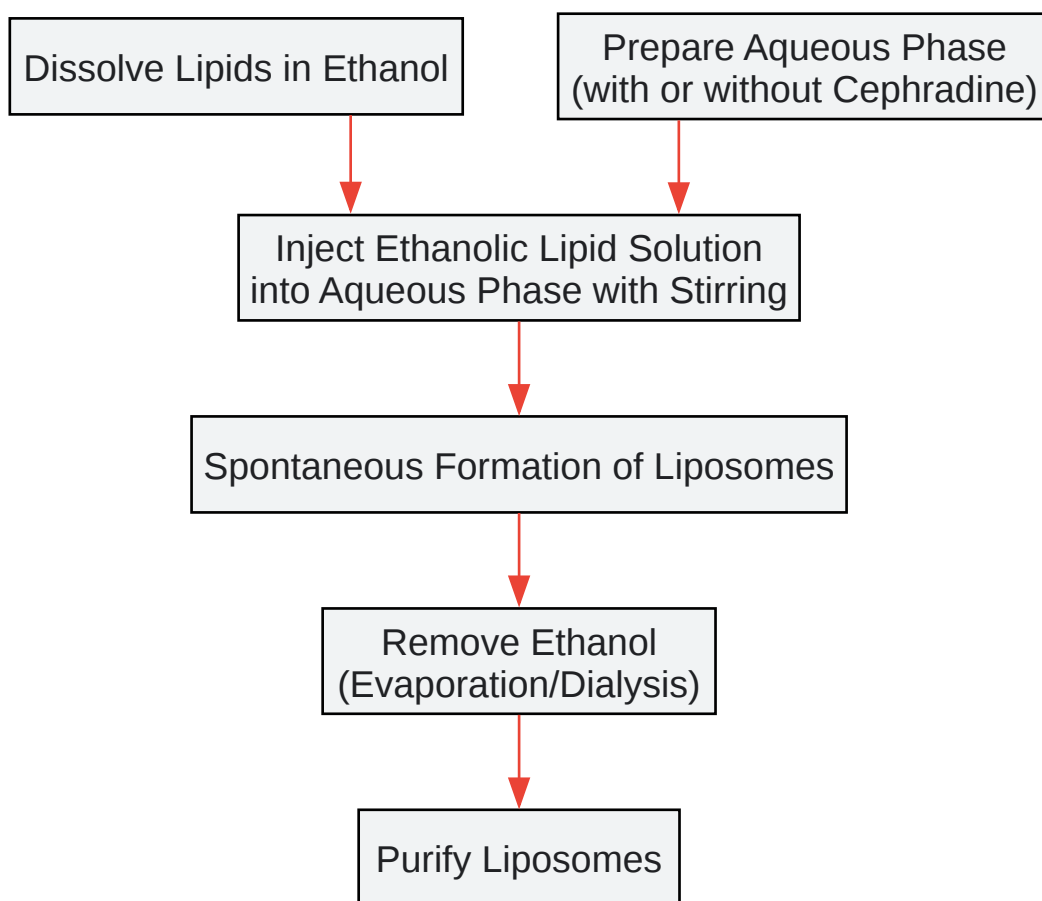 Dissolve Lipids in Ethanol
Prepare Aqueous Phase
(with or without Cephradine)
Inject Ethanolic Lipid Solution
into Aqueous Phase with Stirring
Spontaneous Formation of Liposomes
Remove Ethanol
(Evaporation/Dialysis)
Purify Liposomes